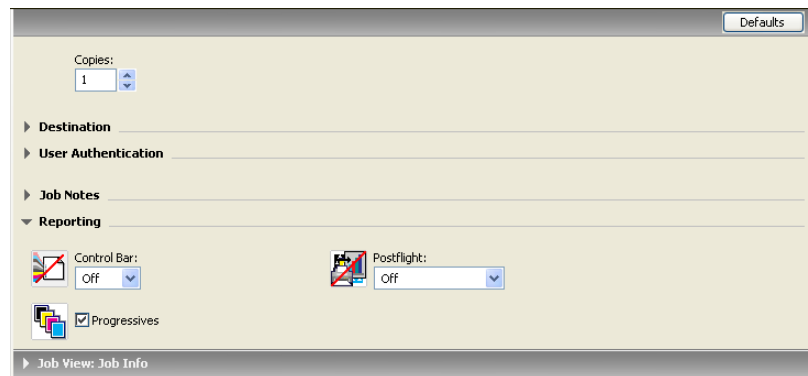 Defaults
Copies:
1
Destination
User Authentication
Job Notes
Reporting
Control Bar:
Off
Postflight:
Off
Progressives
Job View: Job Info